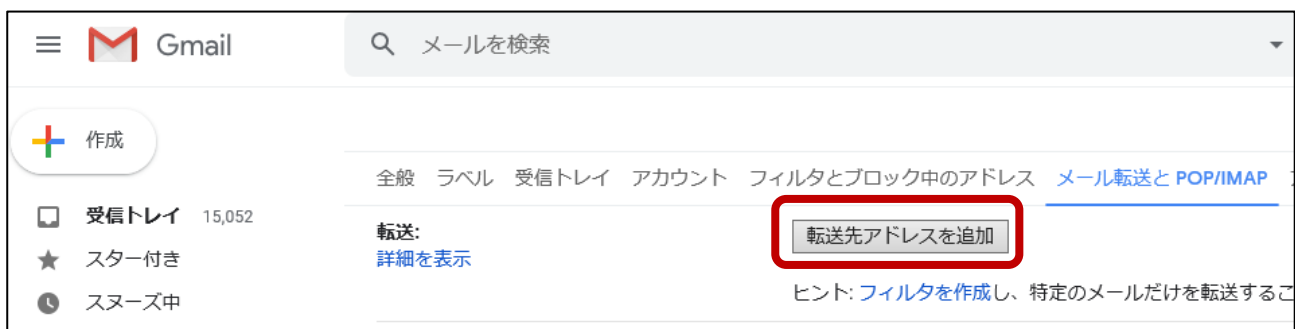 Gmail
メールを検索
作成
全般 ラベル 受信トレイ アカウント フィルタとブロック中のアドレス メール転送と POP/IMAP
受信トレイ 15,052
転送:
転送先アドレスを追加
スター付き
詳細を表示
スヌーズ中
ヒント: フィルタを作成し、特定のメールだけを転送するこ